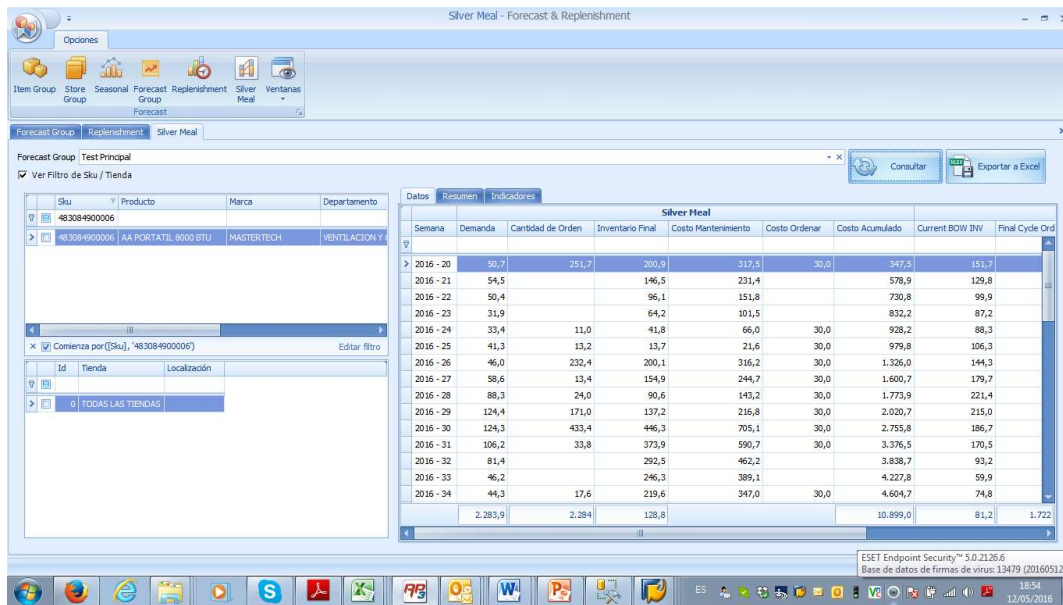 Silver Meal - Forecast & Replenishment
Opciones
Item Group Store Group Seasonal Forecast Group Replenishment Silver Meal Ventanas
Forecast
Forecast Group Replenishment Silver Meal
Forecast Group Test Principal
Consultar
XLSX
Exportar a Excel
Ver Filtro de Sku / Tienda
Sku Producto Marca Departamento
483084900006
483084900006 AA PORTATIL 8000 BTU MASTERTECH VENTILACION Y
Comienza por([Sku], '483084900006') Editar filtro
Id Tienda Localización
0 TODAS LAS TIENDAS
Datos Resumen Indicadores
Silver Meal
Semana Demanda Cantidad de Orden Inventario Final Costo Mantenimiento Costo Ordenar Costo Acumulado Current BOW INV Final Cycle Ord
2016 - 20 50,7 251,7 200,9 317,5 30,0 347,5 151,7
2016 - 21 54,5 146,5 231,4 578,9 129,8
2016 - 22 50,4 96,1 151,8 730,8 99,9
2016 - 23 31,9 64,2 101,5 832,2 87,2
2016 - 24 33,4 11,0 41,8 66,0 30,0 928,2 88,3
2016 - 25 41,3 13,2 13,7 21,6 30,0 979,8 106,3
2016 - 26 46,0 232,4 200,1 316,2 30,0 1.326,0 144,3
2016 - 27 58,6 13,4 154,9 244,7 30,0 1.600,7 179,7
2016 - 28 88,3 24,0 90,6 143,2 30,0 1.773,9 221,4
2016 - 29 124,4 171,0 137,2 216,8 30,0 2.020,7 215,0
2016 - 30 124,3 433,4 446,3 705,1 30,0 2.755,8 186,7
2016 - 31 106,2 33,8 373,9 590,7 30,0 3.376,5 170,5
2016 - 32 81,4 292,5 462,2 3.838,7 93,2
2016 - 33 46,2 246,3 389,1 4.227,8 59,9
2016 - 34 44,3 17,6 219,6 347,0 30,0 4.604,7 74,8
2.283,9 2.284 128,8 10.899,0 81,2 1.722
ESET Endpoint Security™ 5.0.2126.6
Base de datos de firmas de virus: 13479 (20160512
ES
18:54
12/05/2016